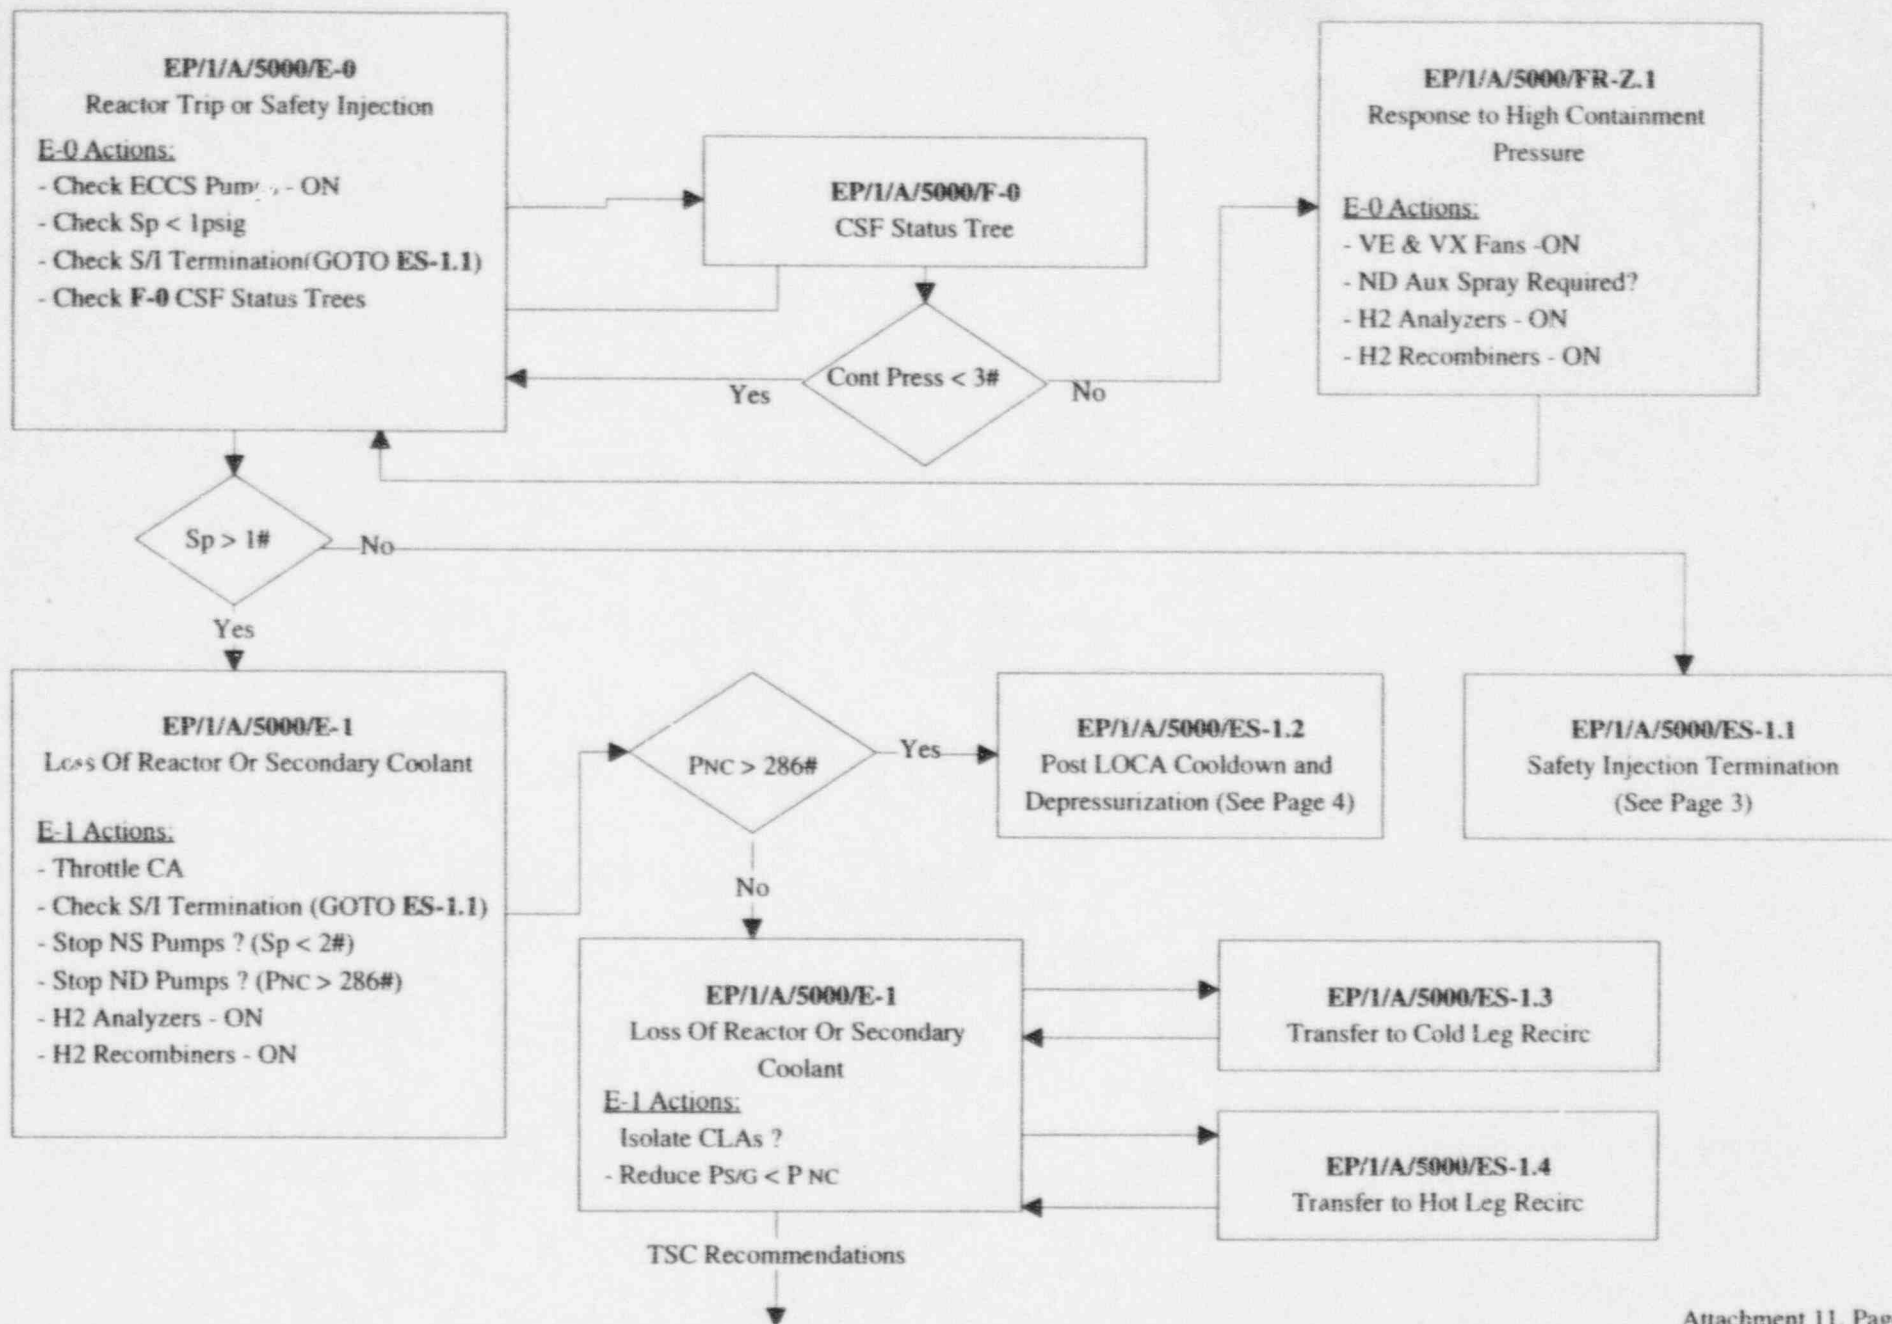 EP/1/A/5000/E-0
Reactor Trip or Safety Injection
E-0 Actions:
- Check ECCS - ON
- Check Sp < 1psig
- Check S/I Termination(GOTO ES-1.1)
- Check F-0 CSF Status Trees
EP/1/A/5000/F-0
CSF Status Tree
Cont Press < 3#
Yes
No
EP/1/A/5000/FR-Z.1
Response to High Containment
Pressure
E-0 Actions:
- VE & VX Fans -ON
- ND Aux Spray Required?
- H2 Analyzers - ON
- H2 Recombiners - ON
Sp > 1#
No
Yes
EP/1/A/5000/E-1
Loss Of Reactor Or Secondary Coolant
E-1 Actions:
- Throttle CA
- Check S/I Termination (GOTO ES-1.1)
- Stop NS Pumps ? (Sp < 2#)
- Stop ND Pumps ? (PNC > 286#)
- H2 Analyzers - ON
- H2 Recombiners - ON
PNC > 286#
Yes
No
EP/1/A/5000/ES-1.2
Post LOCA Cooldown and
Depressurization (See Page 4)
EP/1/A/5000/ES-1.1
Safety Injection Termination
(See Page 3)
EP/1/A/5000/E-1
Loss Of Reactor Or Secondary
Coolant
E-1 Actions:
Isolate CLAs ?
- Reduce PS/G < P NC
EP/1/A/5000/ES-1.3
Transfer to Cold Leg Recirc
EP/1/A/5000/ES-1.4
Transfer to Hot Leg Recirc
TSC Recommendations
Attachment 11, Pag